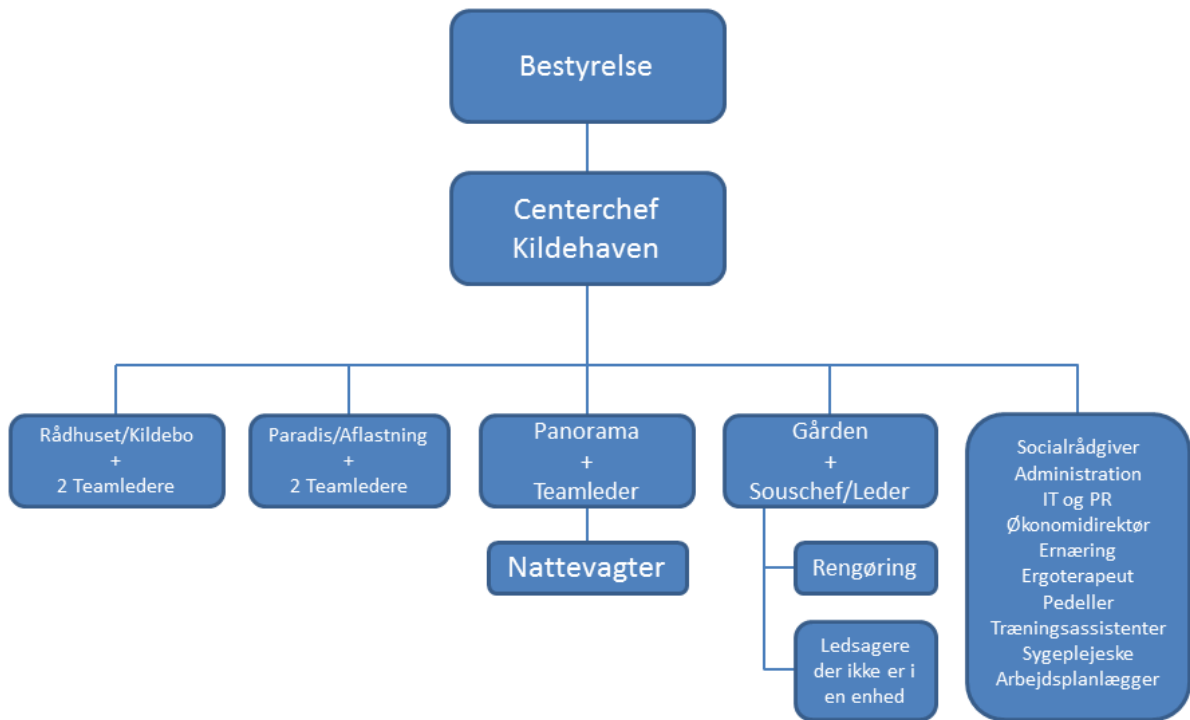 Bestyrelse
Centerchef
Kildehaven
Rådhuset/Kildebo
+
2 Teamledere
Paradis/Aflastning
+
2 Teamledere
Panorama
+
Teamleder
Nattevagter
Gården
+
Souschef/Leder
Rengøring
Ledsagere
der ikke er i
en enhed
Socialrådgiver
Administration
IT og PR
Økonomidirektør
Ernæring
Ergoterapeut
Pedeller
Træningsassistenter
Sygeplejeske
Arbejdsplanlægger